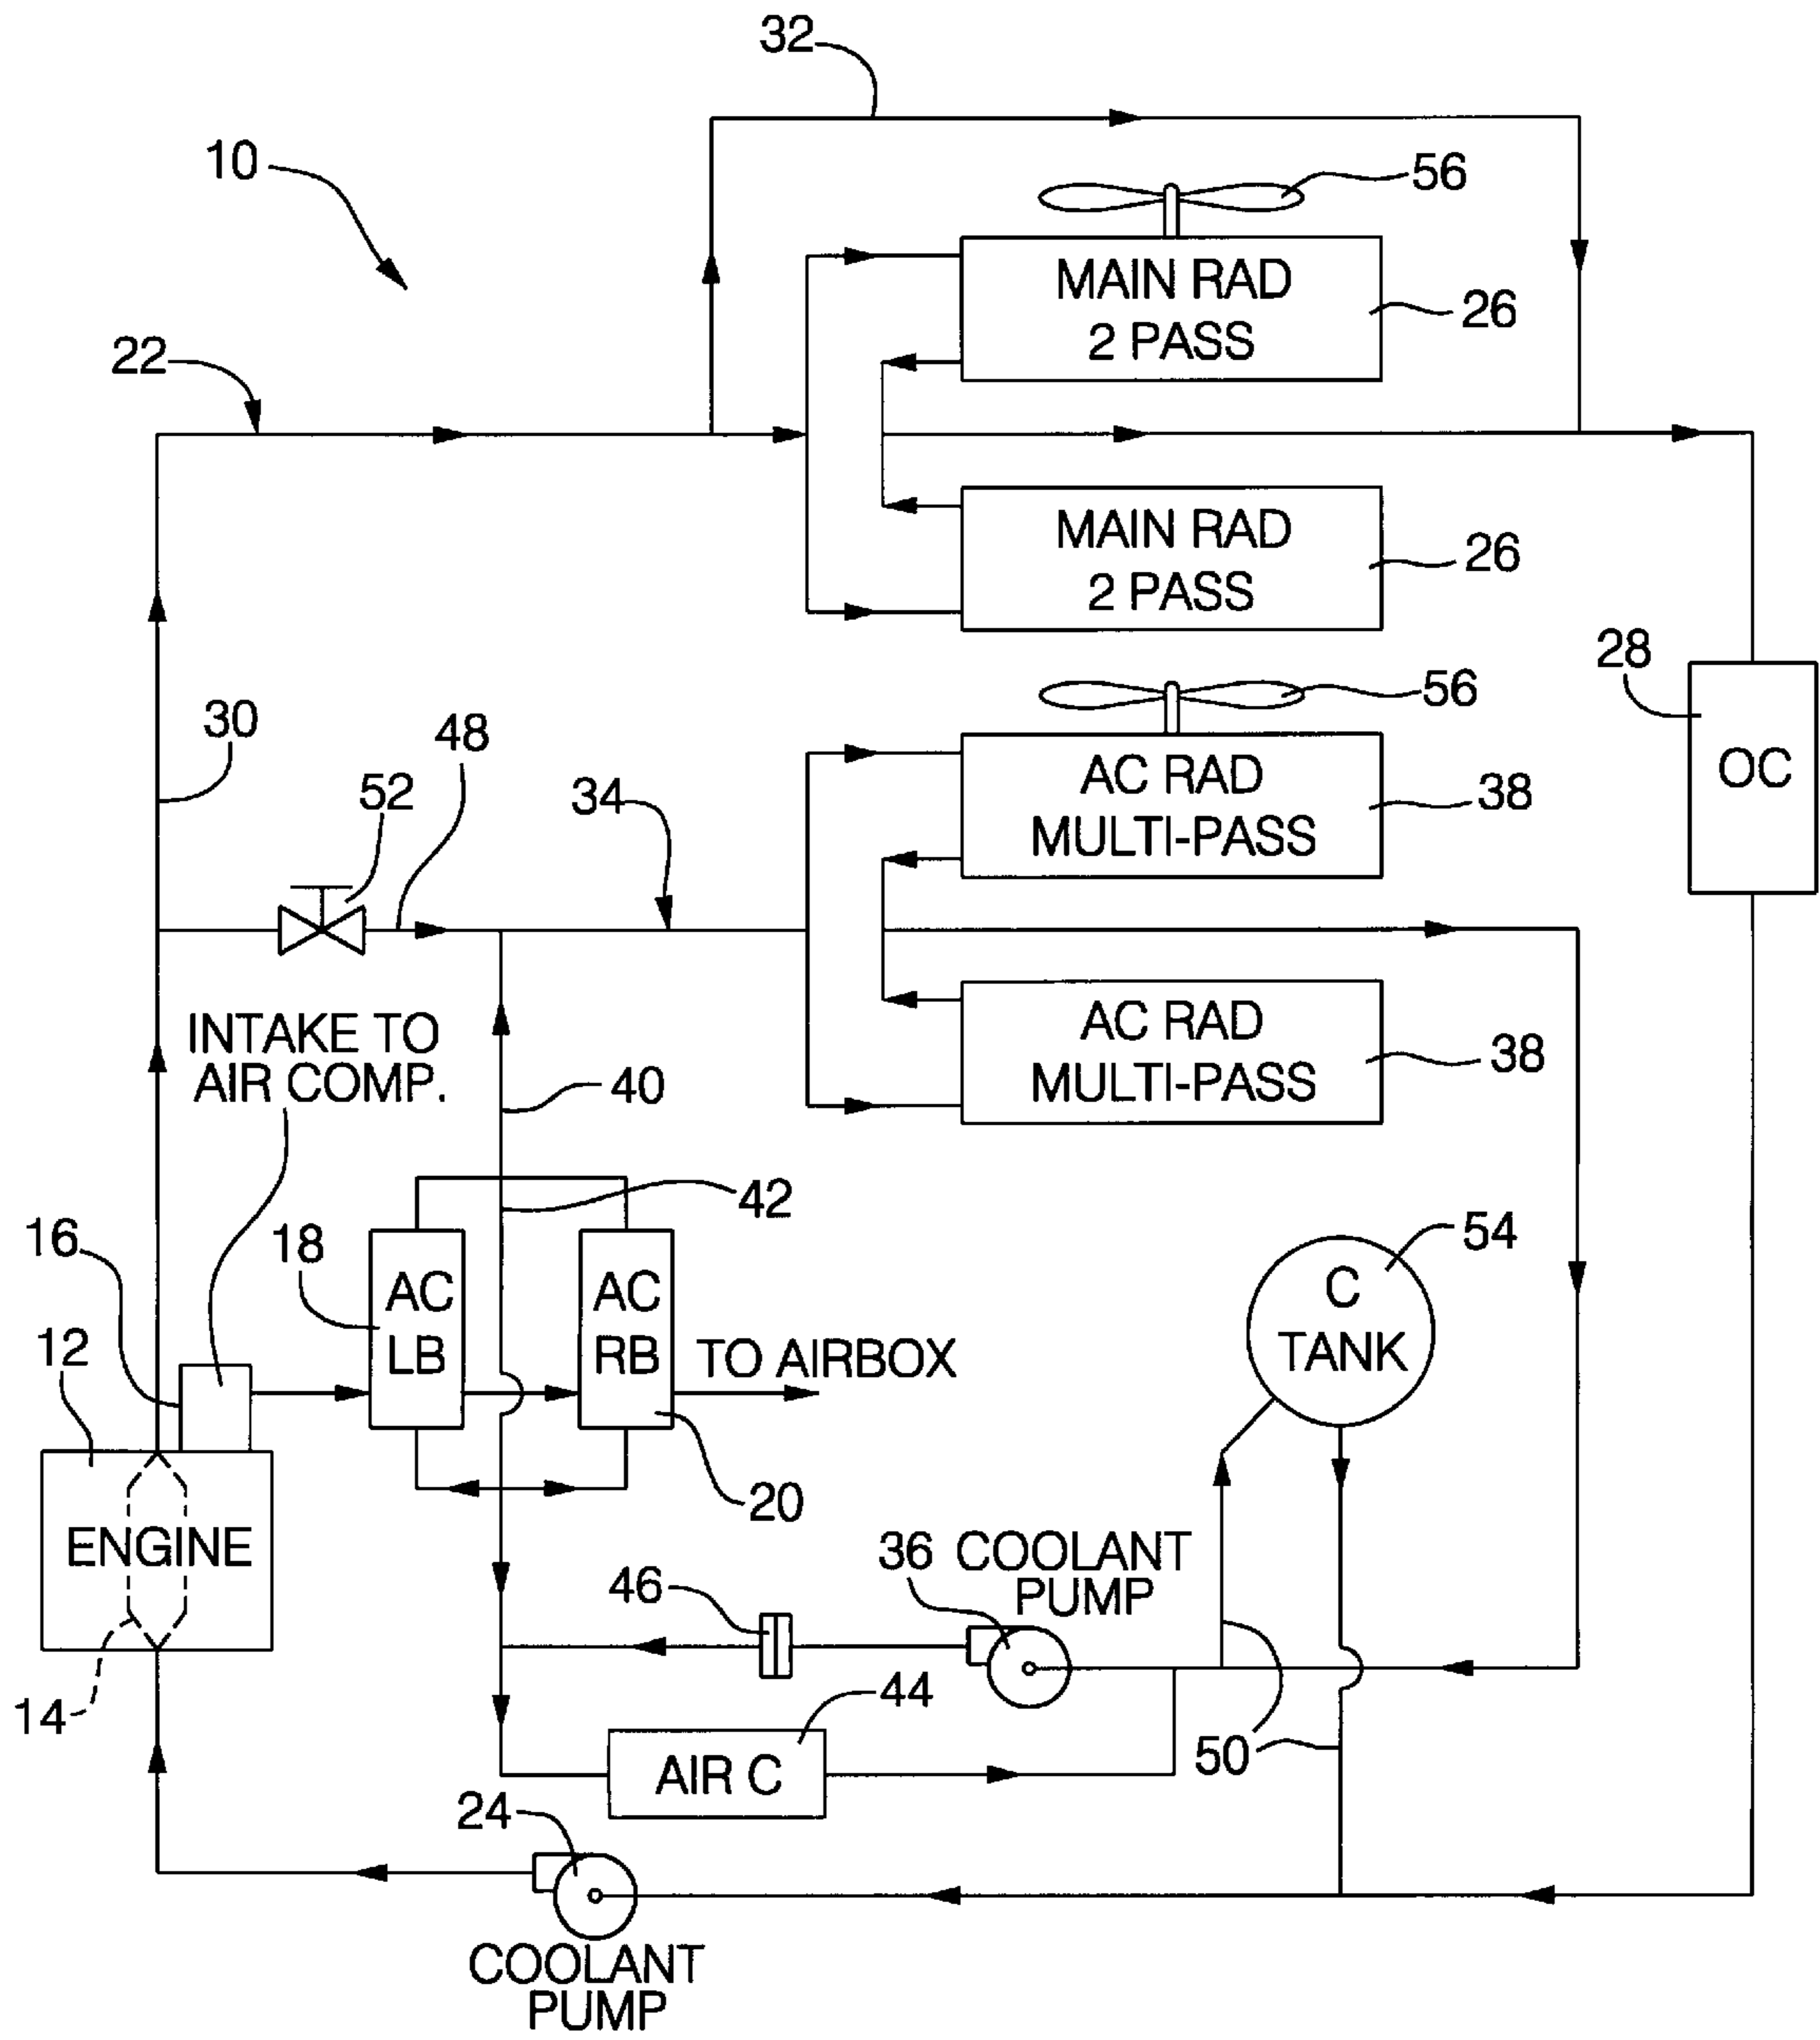 32
10
56
MAIN RAD
2 PASS
26
22
MAIN RAD
2 PASS
26
28
OC
30
48
52
34
56
AC RAD
MULTI-PASS
38
INTAKE TO
AIR COMP.
AC RAD
MULTI-PASS
38
40
42
16
18
AC
LB
AC
RB
TO AIRBOX
54
C
TANK
12
20
ENGINE
14
46
36 COOLANT
PUMP
44
AIR C
50
24
COOLANT
PUMP